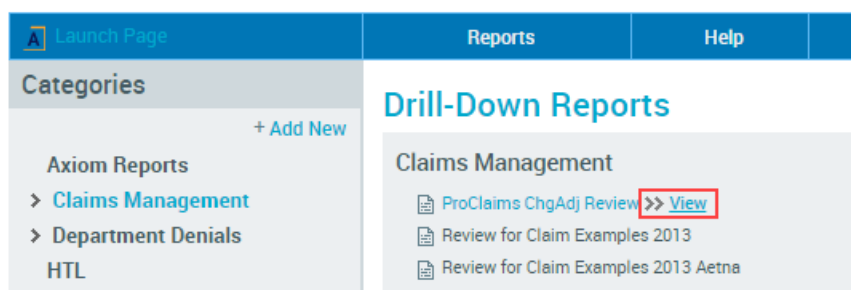 A Launch Page
Reports
Help
Categories
+ Add New
Axiom Reports
> Claims Management
> Department Denials
HTL
Drill-Down Reports
Claims Management
ProClaims ChgAdj Review >> View
Review for Claim Examples 2013
Review for Claim Examples 2013 Aetna